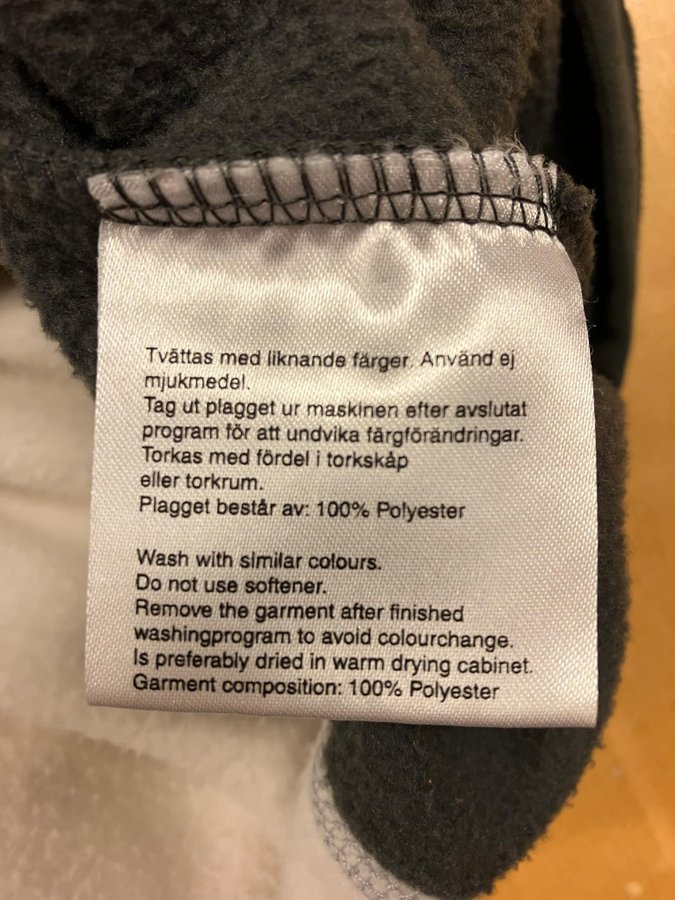 Tvättas med liknande färger. Använd ej
mjukmedel.
Tag ut plagget ur maskinen efter avslutat
program för att undvika färgförändringar.
Torkas med fördel i torkskåp
eller torkrum.
Plagget består av: 100% Polyester
Wash with similar colours.
Do not use softener.
Remove the garment after finished
washingprogram to avoid colourchange.
Is preferably dried in warm drying cabinet.
Garment composition: 100% Polyester